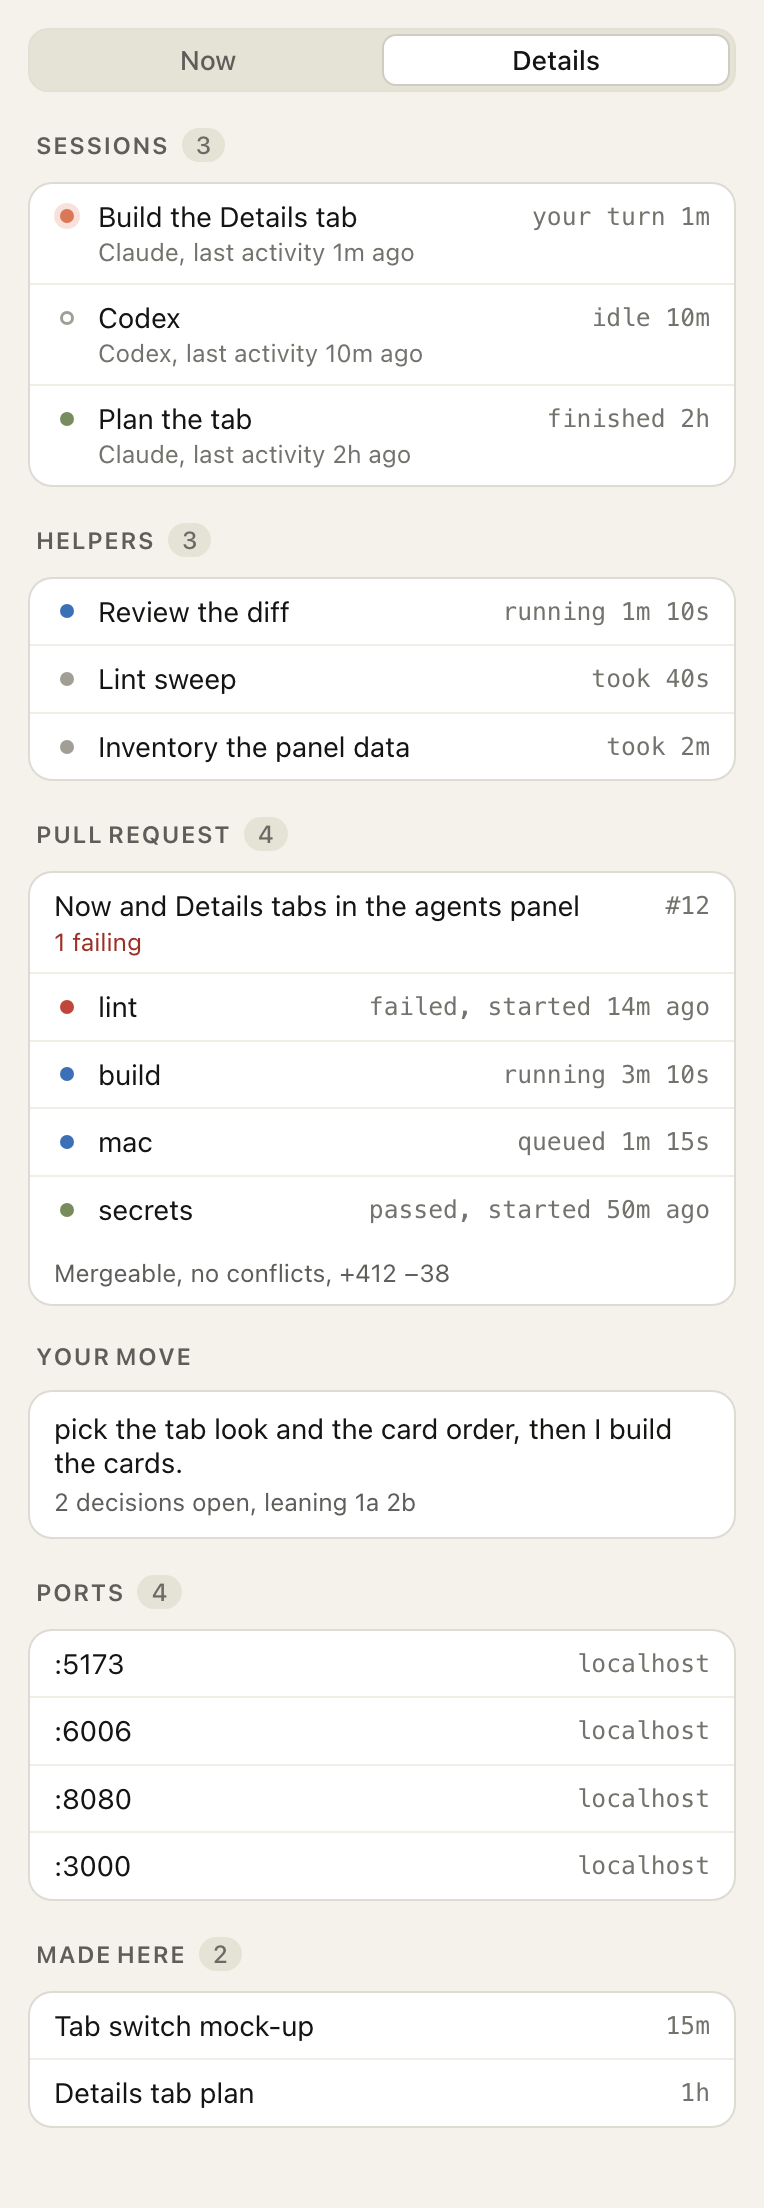 Now
Details
SESSIONS 3
Build the Details tab your turn 1m
Claude, last activity 1m ago
Codex idle 10m
Codex, last activity 10m ago
Plan the tab finished 2h
Claude, last activity 2h ago
HELPERS 3
Review the diff running 1m 10s
Lint sweep took 40s
Inventory the panel data took 2m
PULL REQUEST 4
Now and Details tabs in the agents panel #12
1 failing
lint failed, started 14m ago
build running 3m 10s
mac queued 1m 15s
secrets passed, started 50m ago
Mergeable, no conflicts, +412 −38
YOUR MOVE
pick the tab look and the card order, then I build
the cards.
2 decisions open, leaning 1a 2b
PORTS 4
:5173 localhost
:6006 localhost
:8080 localhost
:3000 localhost
MADE HERE 2
Tab switch mock-up 15m
Details tab plan 1h